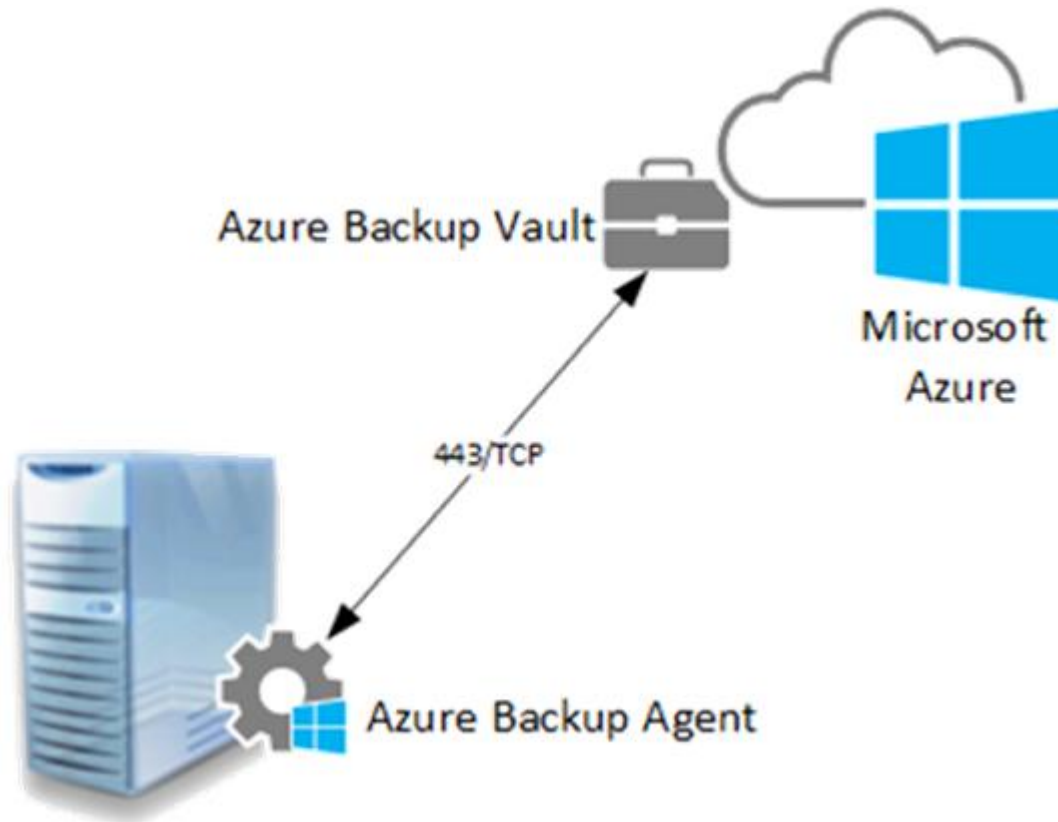 Azure Backup Vault
Microsoft
Azure
443/TCP
Azure Backup Agent